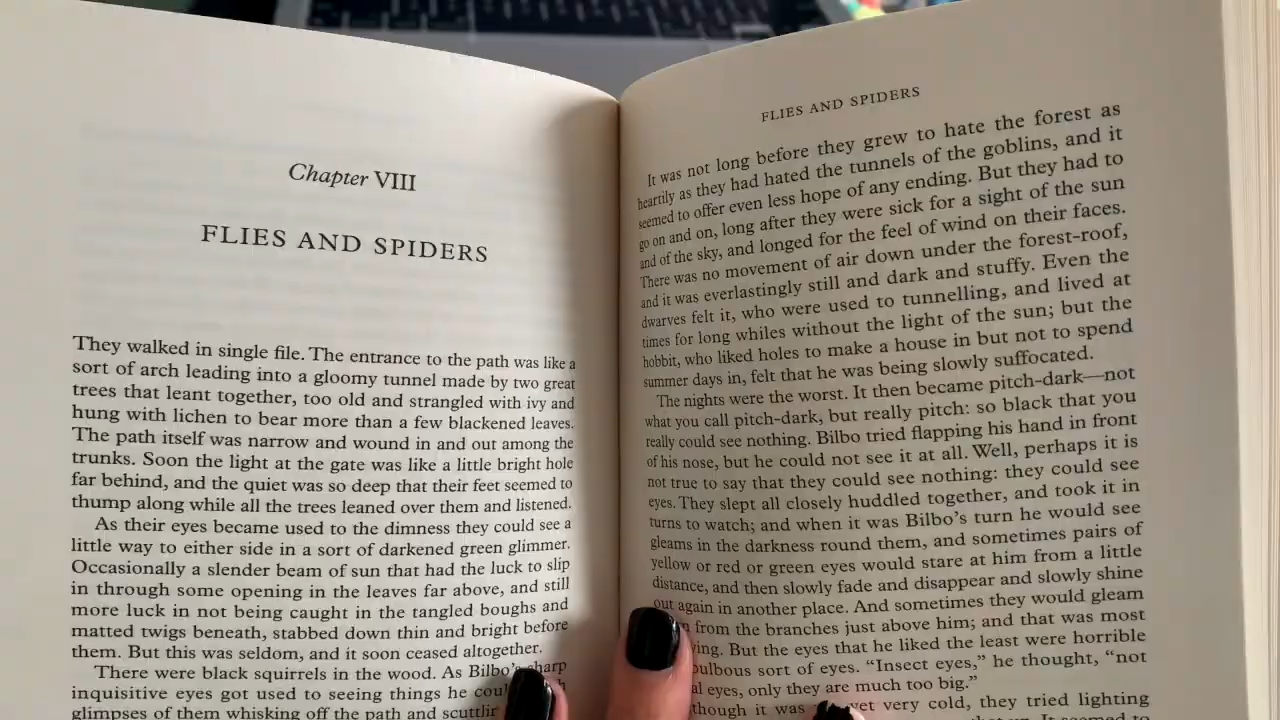 Chapter VIII
FLIES AND SPIDERS
They walked in single file. The entrance to the path was like a
sort of arch leading into a gloomy tunnel made by two great
trees that leant together, too old and strangled with ivy and
hung with lichen to bear more than a few blackened leaves.
The path itself was narrow and wound in and out among the
trunks. Soon the light at the gate was like a little bright hole
far behind, and the quiet was so deep that their feet seemed to
thump along while all the trees leaned over them and listened.
As their eyes became used to the dimness they could see a
little way to either side in a sort of darkened green glimmer.
Occasionally a slender beam of sun that had the luck to slip
in through some opening in the leaves far above, and still
more luck in not being caught in the tangled boughs and
matted twigs beneath, stabbed down thin and bright before
them. But this was seldom, and it soon ceased altogether.
There were black squirrels in the wood. As Bilbo's sharp
inquisitive eyes got used to seeing things he
glimpses of them whisking off the path and
FLIES AND SPIDERS
It was not long before they grew to hate the forest as
heartily as they had hated the tunnels of the goblins, and it
seemed to offer even less hope of any ending. But they had to
go on and on, long after they were sick for a sight of the sun
and of the sky, and longed for the feel of wind on their faces.
There was no movement of air down under the forest-roof,
and it was everlastingly still and dark and stuffy. Even the
dwarves felt it, who were used to tunnelling, and lived at
times for long whiles without the light of the sun; but the
hobbit, who liked holes to make a house in but not to spend
summer days in, felt that he was being slowly suffocated.
The nights were the worst. It then became pitch-dark—not
what you call pitch-dark, but really pitch: so black that you
really could see nothing. Bilbo tried flapping his hand in front
of his nose, but he could not see it at all. Well, perhaps it is
not true to say that they could see nothing: they could see
eyes. They slept all closely huddled together, and took it in
turns to watch; and when it was Bilbo's turn he would see
gleams in the darkness round them, and sometimes pairs of
yellow or red or green eyes would stare at him from a little
distance, and then slowly fade and disappear and slowly shine
out again in another place. And sometimes they would gleam
from the branches just above him; and that was most
But the eyes that he liked the least were horrible
bulbous sort of eyes. “Insect eyes,” he thought, “not
eyes, only they are much too big.”
though it was yet very cold, they tried lighting